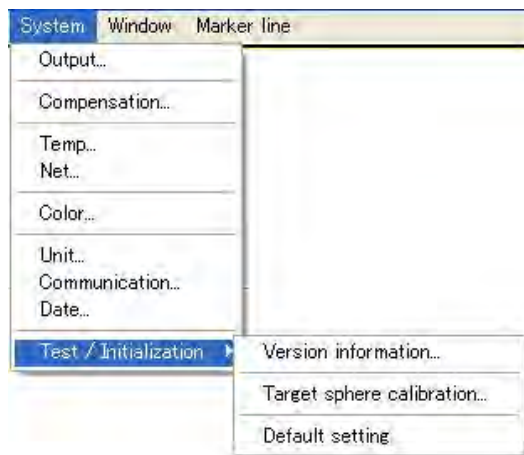 System Window Marker line
Output...
Compensation...
Temp...
Net...
Color...
Unit...
Communication...
Date...
Test / Initialization
Version information...
Target sphere calibration...
Default setting